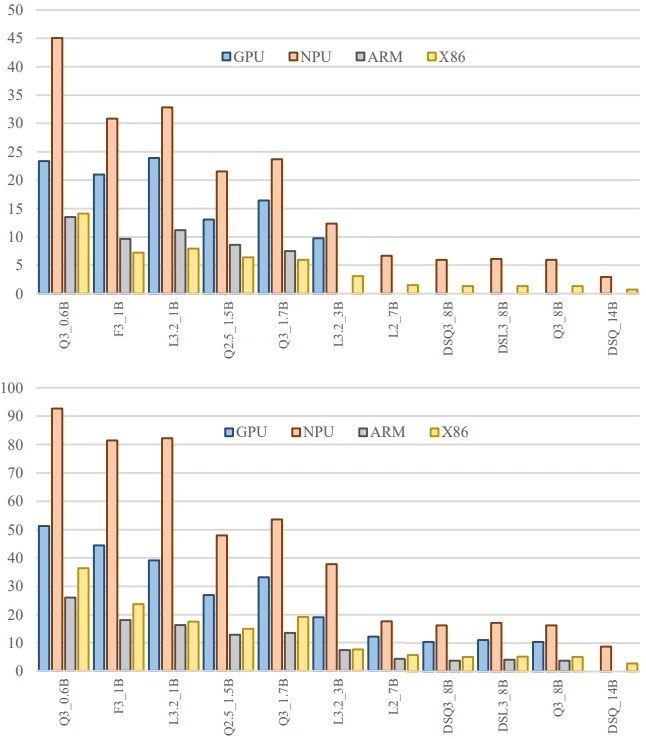 50
45
40
35
30
25
20
15
10
5
0
GPU NPU ARM X86
Q3_0.6B
F3_1B
L3.2_1B
Q2.5_1.5B
Q3_1.7B
L3.2_3B
L2_7B
DSQ3_8B
DSL3_8B
Q3_8B
DSQ_14B
100
90
80
70
60
50
40
30
20
10
0
GPU NPU ARM X86
Q3_0.6B
F3_1B
L3.2_1B
Q2.5_1.5B
Q3_1.7B
L3.2_3B
L2_7B
DSQ3_8B
DSL3_8B
Q3_8B
DSQ_14B